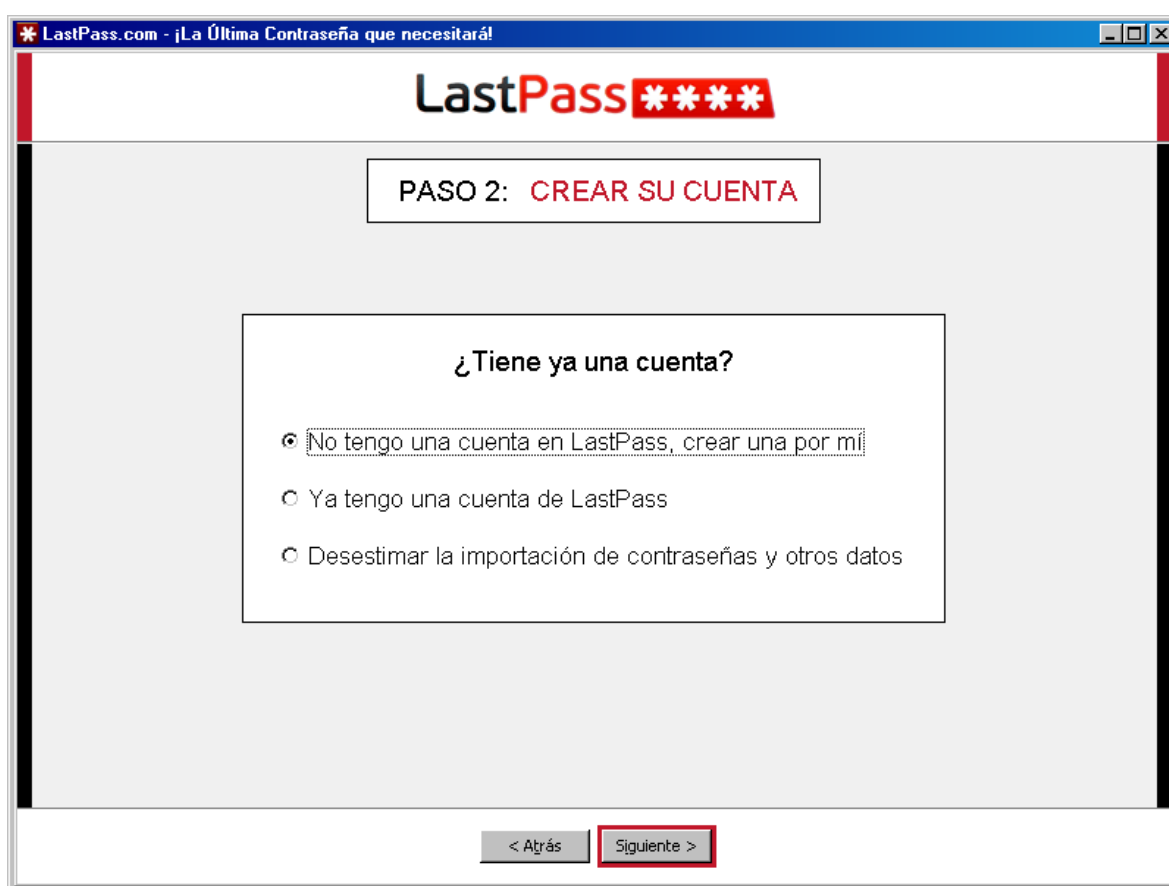 LastPass.com - ¡La Última Contraseña que necesitará!
LastPass ****
PASO 2: CREAR SU CUENTA
¿Tiene ya una cuenta?
No tengo una cuenta en LastPass, crear una por mí
Ya tengo una cuenta de LastPass
Desestimar la importación de contraseñas y otros datos
< Atrás Siguiente >